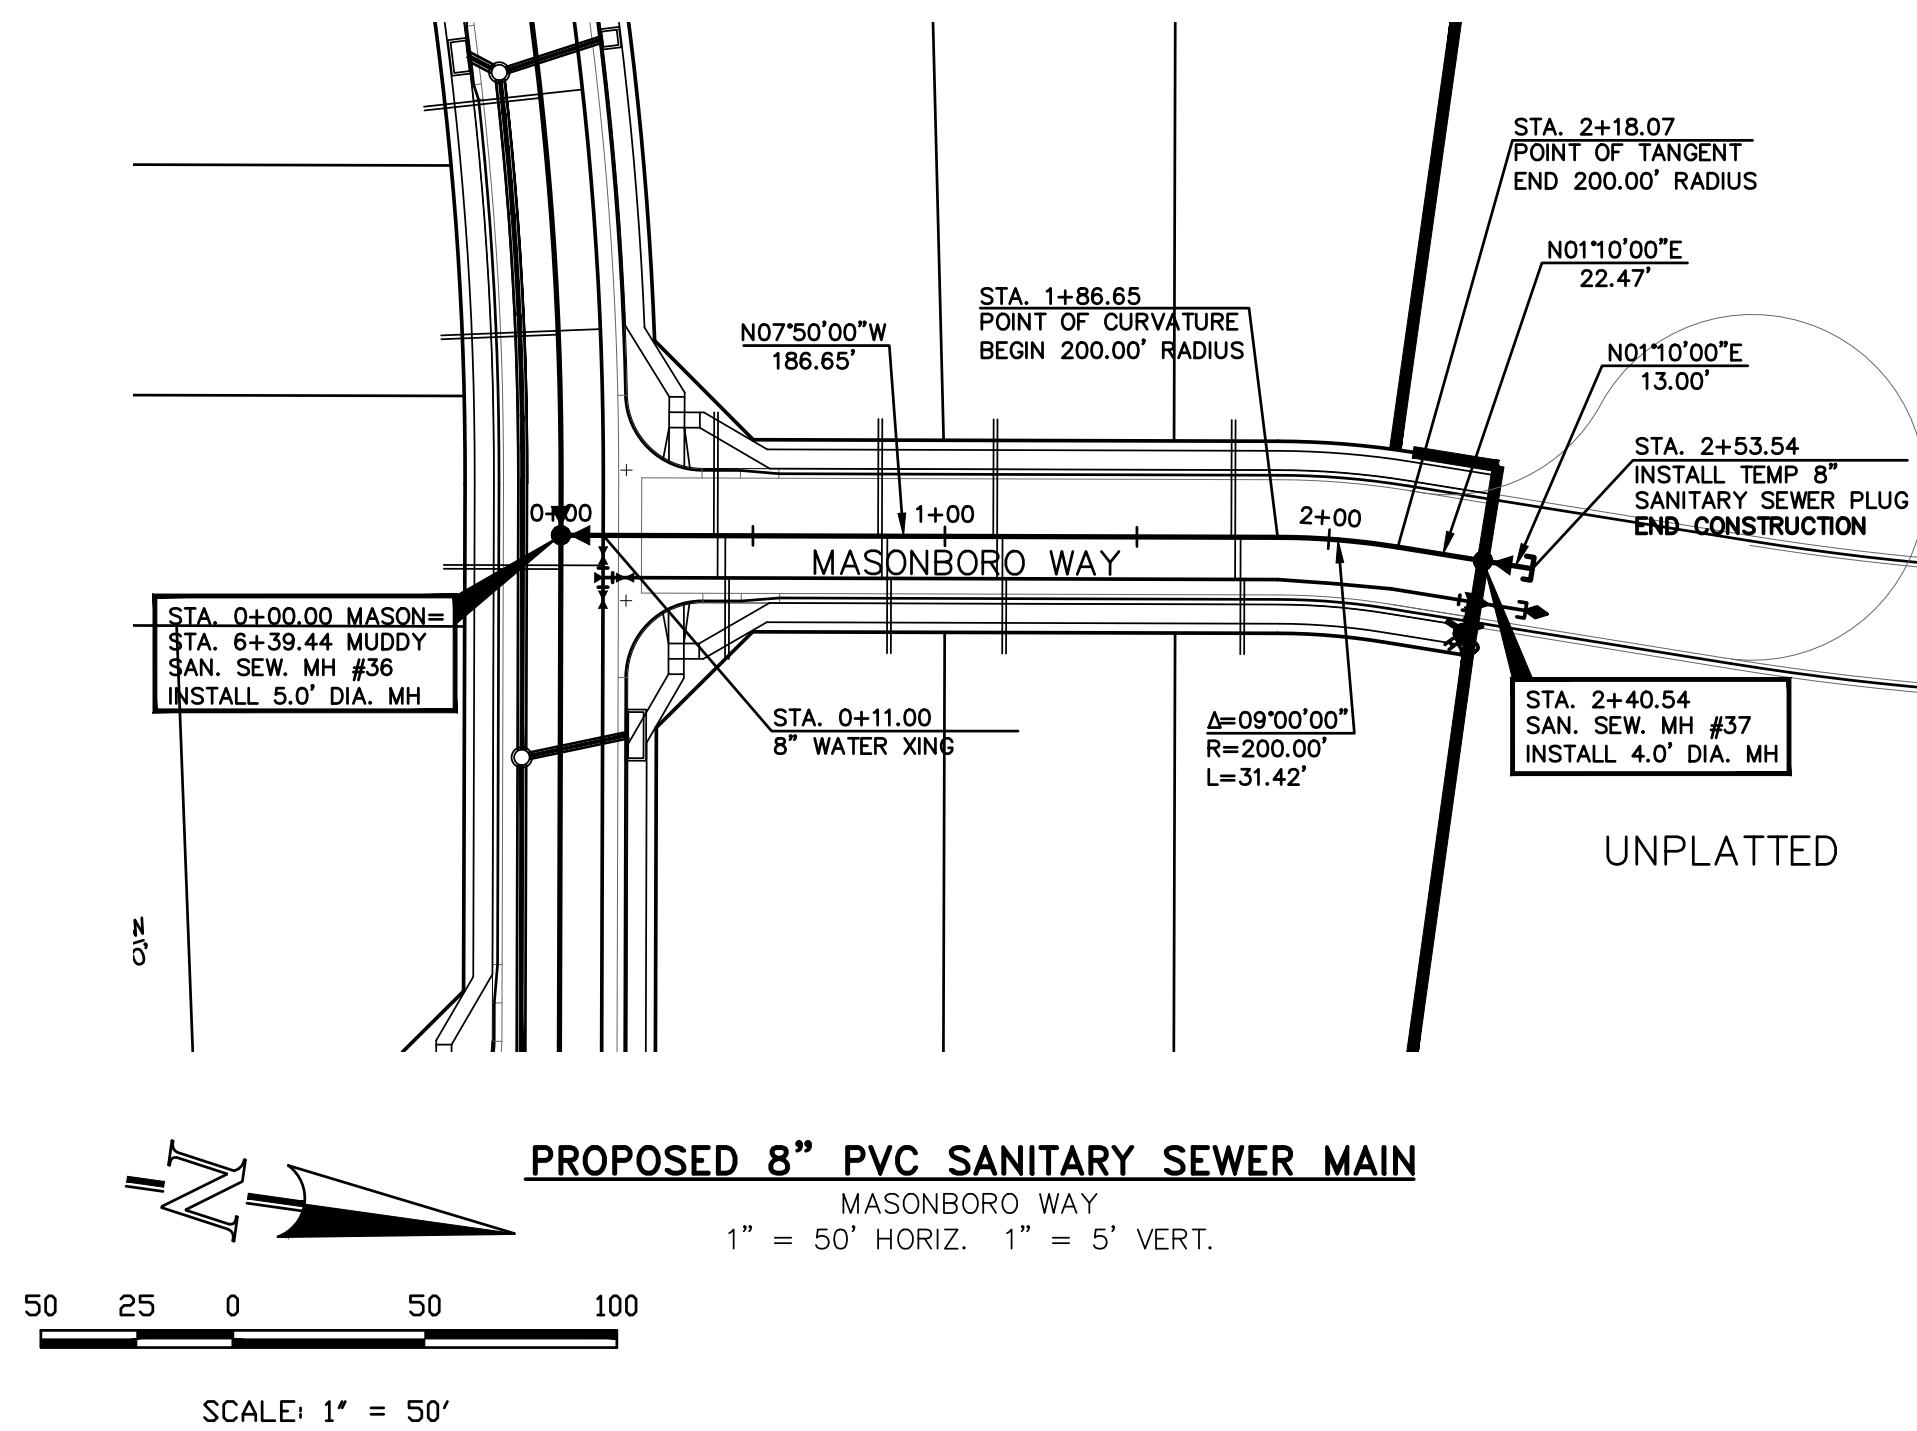 STA. 2+18.07
POINT OF TANGENT
END 200.00' RADIUS
N01°10'00"E
22.47'
STA. 1+86.65
POINT OF CURVATURE
BEGIN 200.00' RADIUS
N07°50'00"W
186.65'
N01°10'00"E
13.00'
STA. 2+53.54
INSTALL TEMP 8"
SANITARY SEWER PLUG
END CONSTRUCTION
0+00
1+00
2+00
MASONBORO WAY
STA. 0+00.00 MASON=
STA. 6+39.44 MUDDY
SAN. SEW. MH #36
INSTALL 5.0' DIA. MH
STA. 0+11.00
8" WATER XING
Δ=09°00'00"
R=200.00'
L=31.42'
STA. 2+40.54
SAN. SEW. MH #37
INSTALL 4.0' DIA. MH
UNPLATTED
N
PROPOSED 8" PVC SANITARY SEWER MAIN
MASONBORO WAY
1" = 50' HORIZ. 1" = 5' VERT.
50 25 0 50 100
SCALE: 1" = 50'